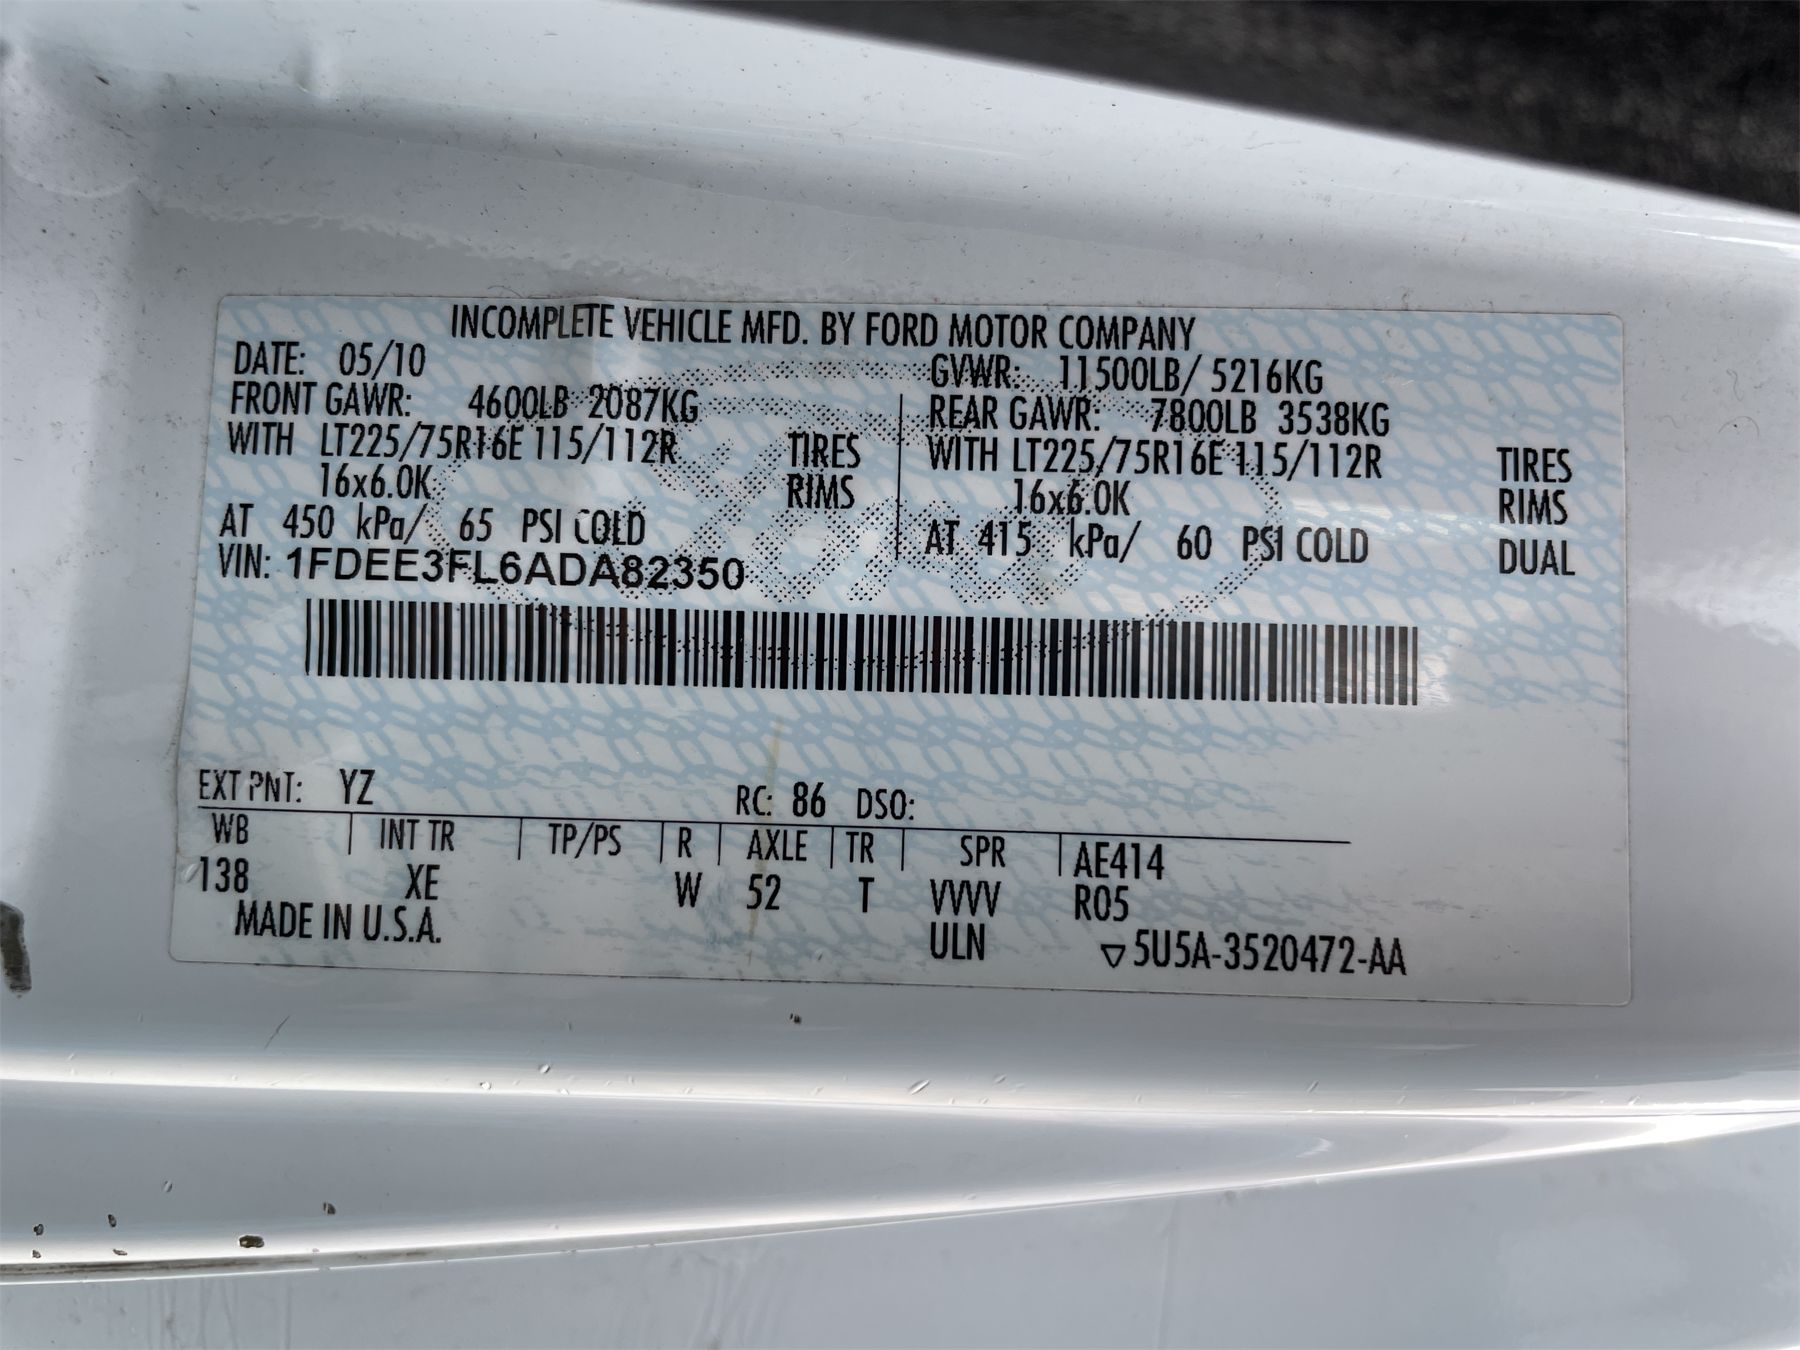 INCOMPLETE VEHICLE MFD. BY FORD MOTOR COMPANY
DATE: 05/10 GVWR: 11500LB/ 5216KG
FRONT GAWR: 4600LB 2087KG REAR GAWR: 7800LB 3538KG
WITH LT225/75R16E 115/112R TIRES WITH LT225/75R16E 115/112R TIRES
16x6.0K RIMS 16x6.0K RIMS
AT 450 kPa/ 65 PSI COLD AT 415 kPa/ 60 PSI COLD DUAL
VIN: 1FDEE3FL6ADA82350
Ford
EXT PNT: YZ RC: 86 DSO:
WB INT TR TP/PS R AXLE TR SPR AE414
138 XE W 52 T VVVV R05
MADE IN U.S.A. ULN ▽5U5A-3520472-AA